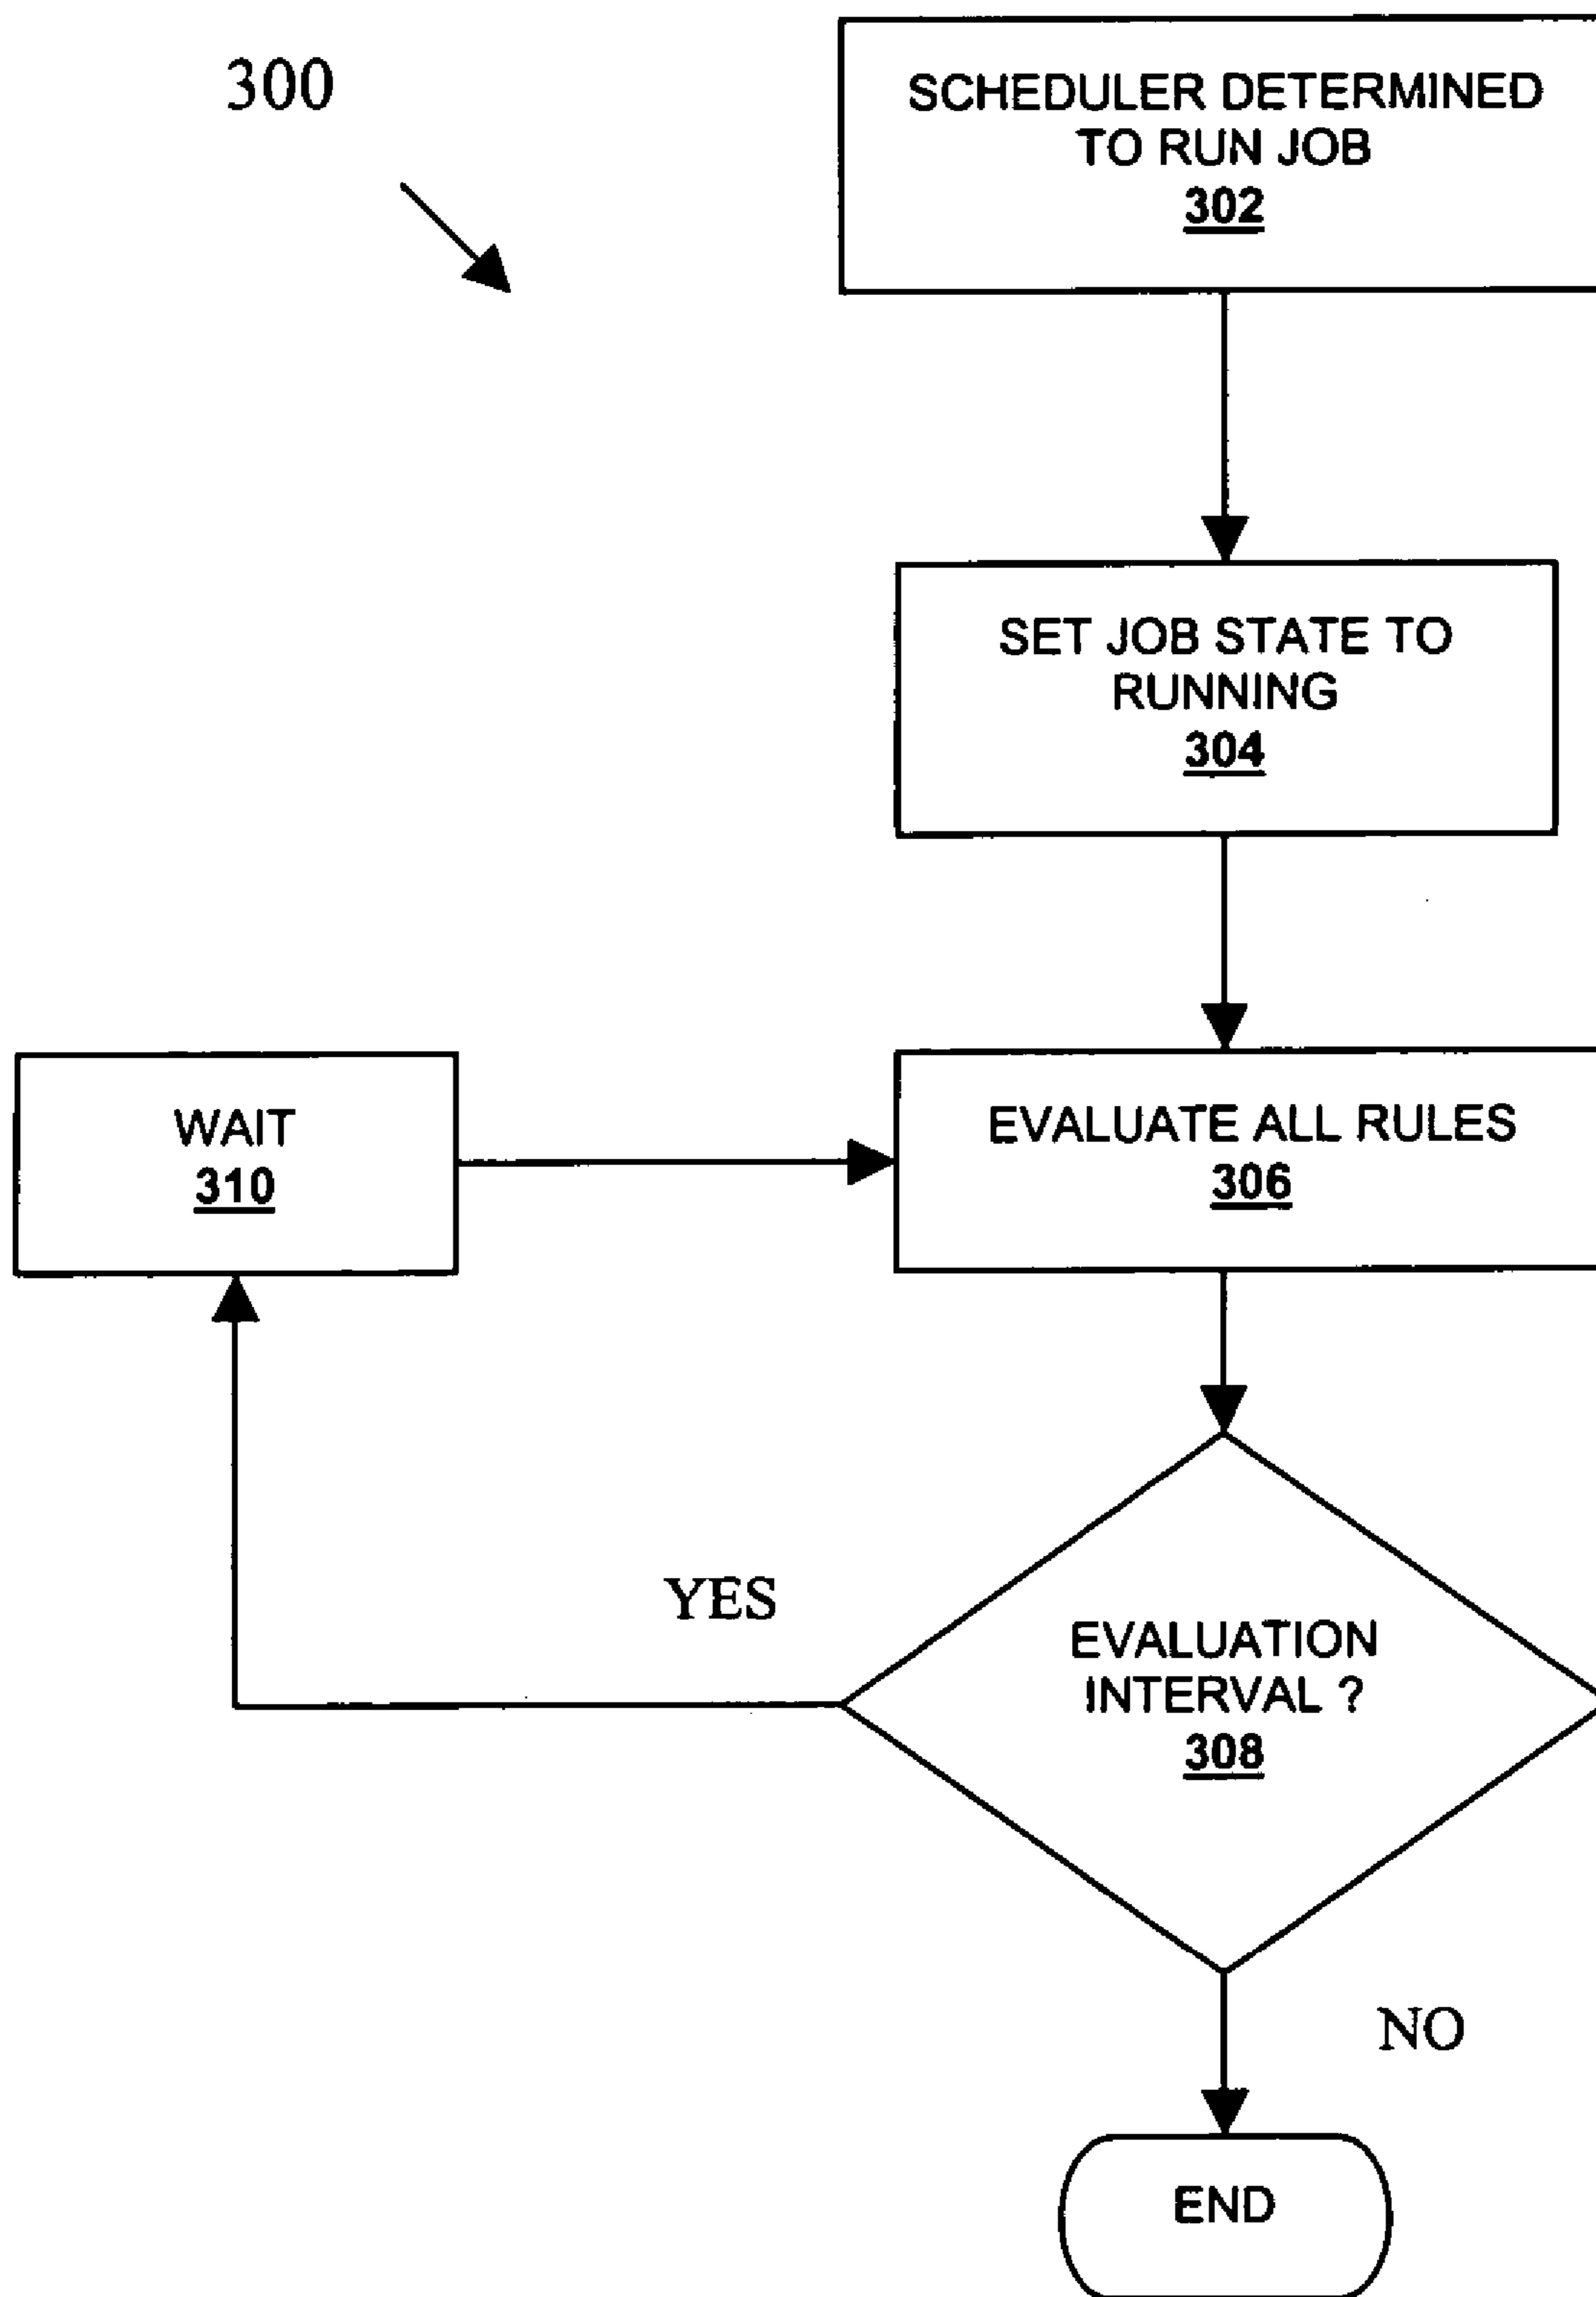 300
SCHEDULER DETERMINED
TO RUN JOB
302
SET JOB STATE TO
RUNNING
304
WAIT
310
EVALUATE ALL RULES
306
YES
EVALUATION
INTERVAL ?
308
NO
END